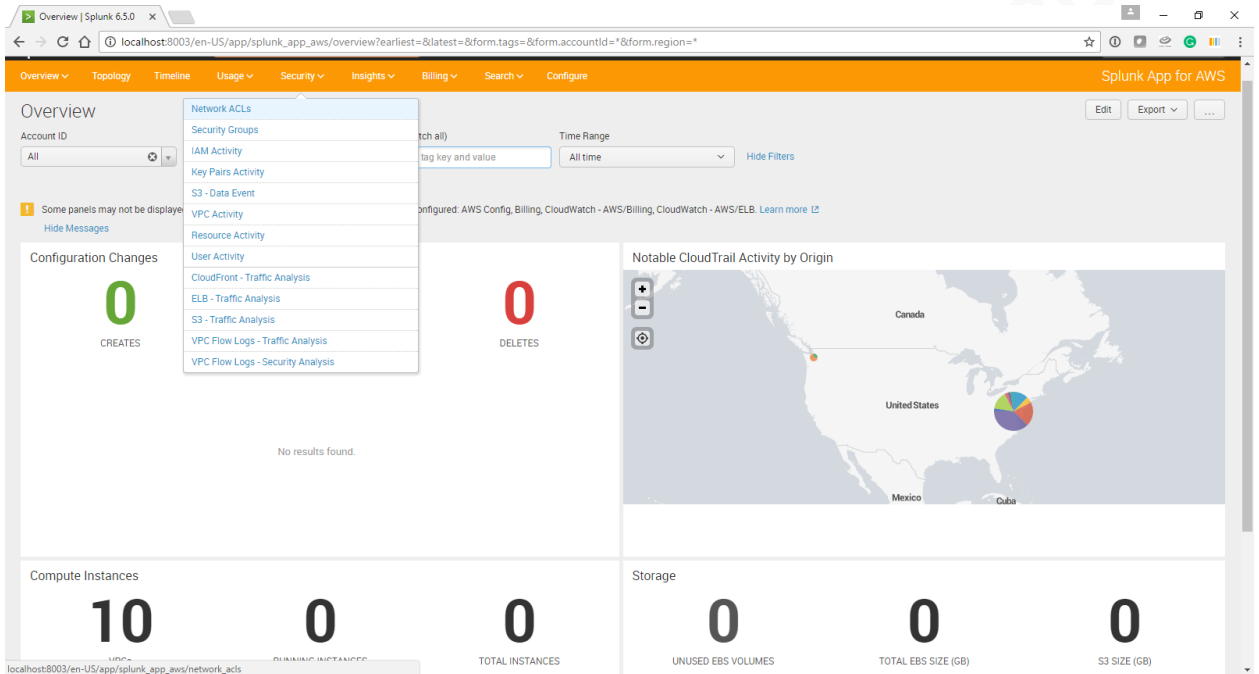 Overview | Splunk 6.5.0
localhost:8003/en-US/app/splunk_app_aws/overview?earliest=&latest=&form.tags=&form.accountId=*&form.region=*
Overview Topology Timeline Usage Security Insights Billing Search Configure Splunk App for AWS
Overview
Edit Export ...
Account ID
tch all)
Time Range
All
tag key and value
All time
Hide Filters
Network ACLs
Security Groups
IAM Activity
Key Pairs Activity
S3 - Data Event
VPC Activity
Resource Activity
User Activity
CloudFront - Traffic Analysis
ELB - Traffic Analysis
S3 - Traffic Analysis
VPC Flow Logs - Traffic Analysis
VPC Flow Logs - Security Analysis
! Some panels may not be displaye
onfigured: AWS Config, Billing, CloudWatch - AWS/Billing, CloudWatch - AWS/ELB. Learn more
Hide Messages
Configuration Changes
0
CREATES
0
DELETES
No results found.
Notable CloudTrail Activity by Origin
+
-
Canada
United States
Mexico
Cuba
Compute Instances
10 0 0
VPCs RUNNING INSTANCES TOTAL INSTANCES
Storage
0 0 0
UNUSED EBS VOLUMES TOTAL EBS SIZE (GB) S3 SIZE (GB)
localhost:8003/en-US/app/splunk_app_aws/network_acls